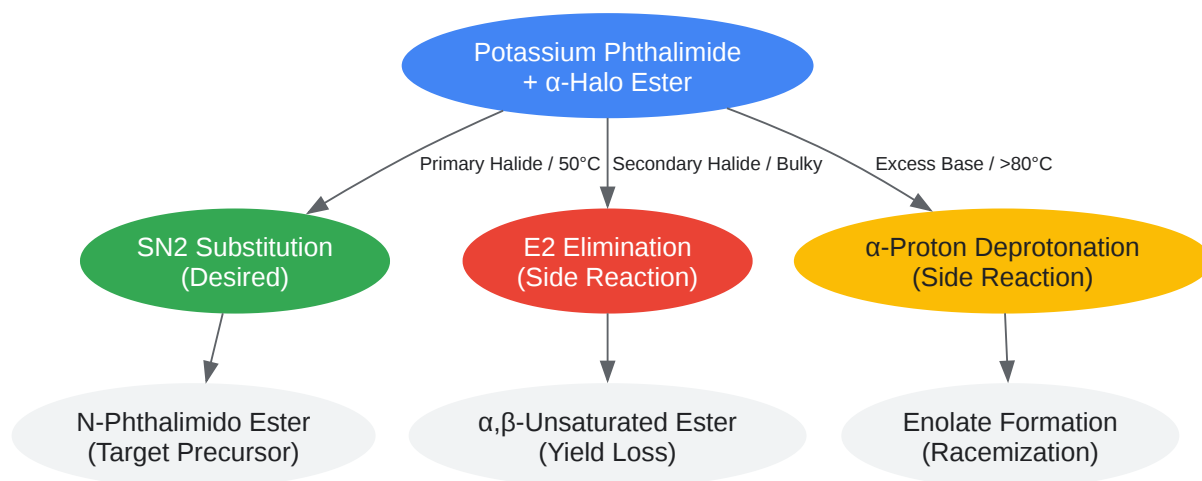 Potassium Phthalimide
+ α-Halo Ester
Primary Halide / 50°C
Secondary Halide / Bulky
Excess Base / >80°C
SN2 Substitution
(Desired)
E2 Elimination
(Side Reaction)
α-Proton Deprotonation
(Side Reaction)
N-Phthalimido Ester
(Target Precursor)
α,β-Unsaturated Ester
(Yield Loss)
Enolate Formation
(Racemization)